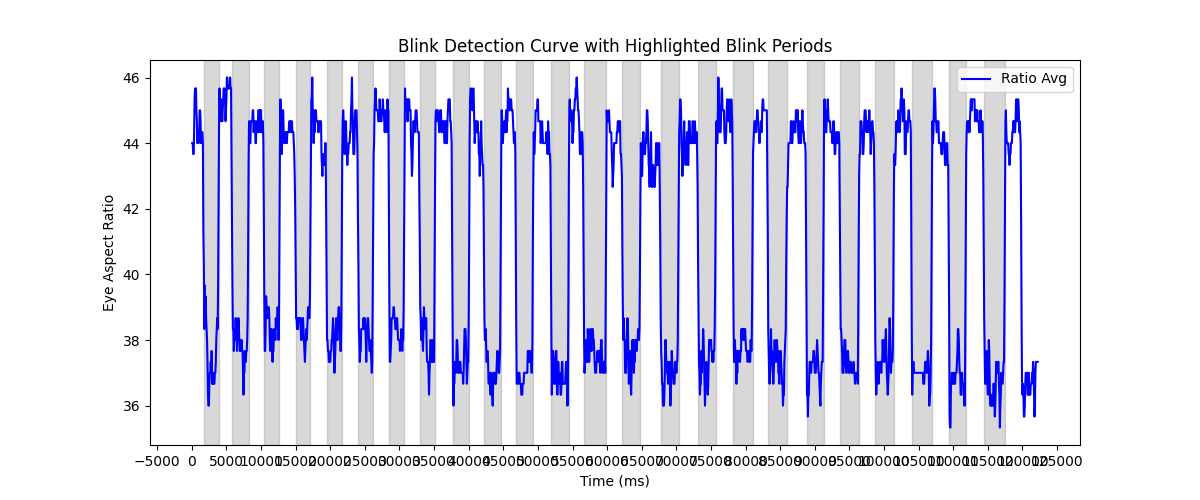 Blink Detection Curve with Highlighted Blink Periods
Ratio Avg
46
44
42
40
38
36
Eye Aspect Ratio
−5000 0 5000 10000 15000 20000 25000 30000 35000 40000 45000 50000 55000 60000 65000 70000 75000 80000 85000 90000 95000 100000 105000 110000 115000 120000 125000
Time (ms)